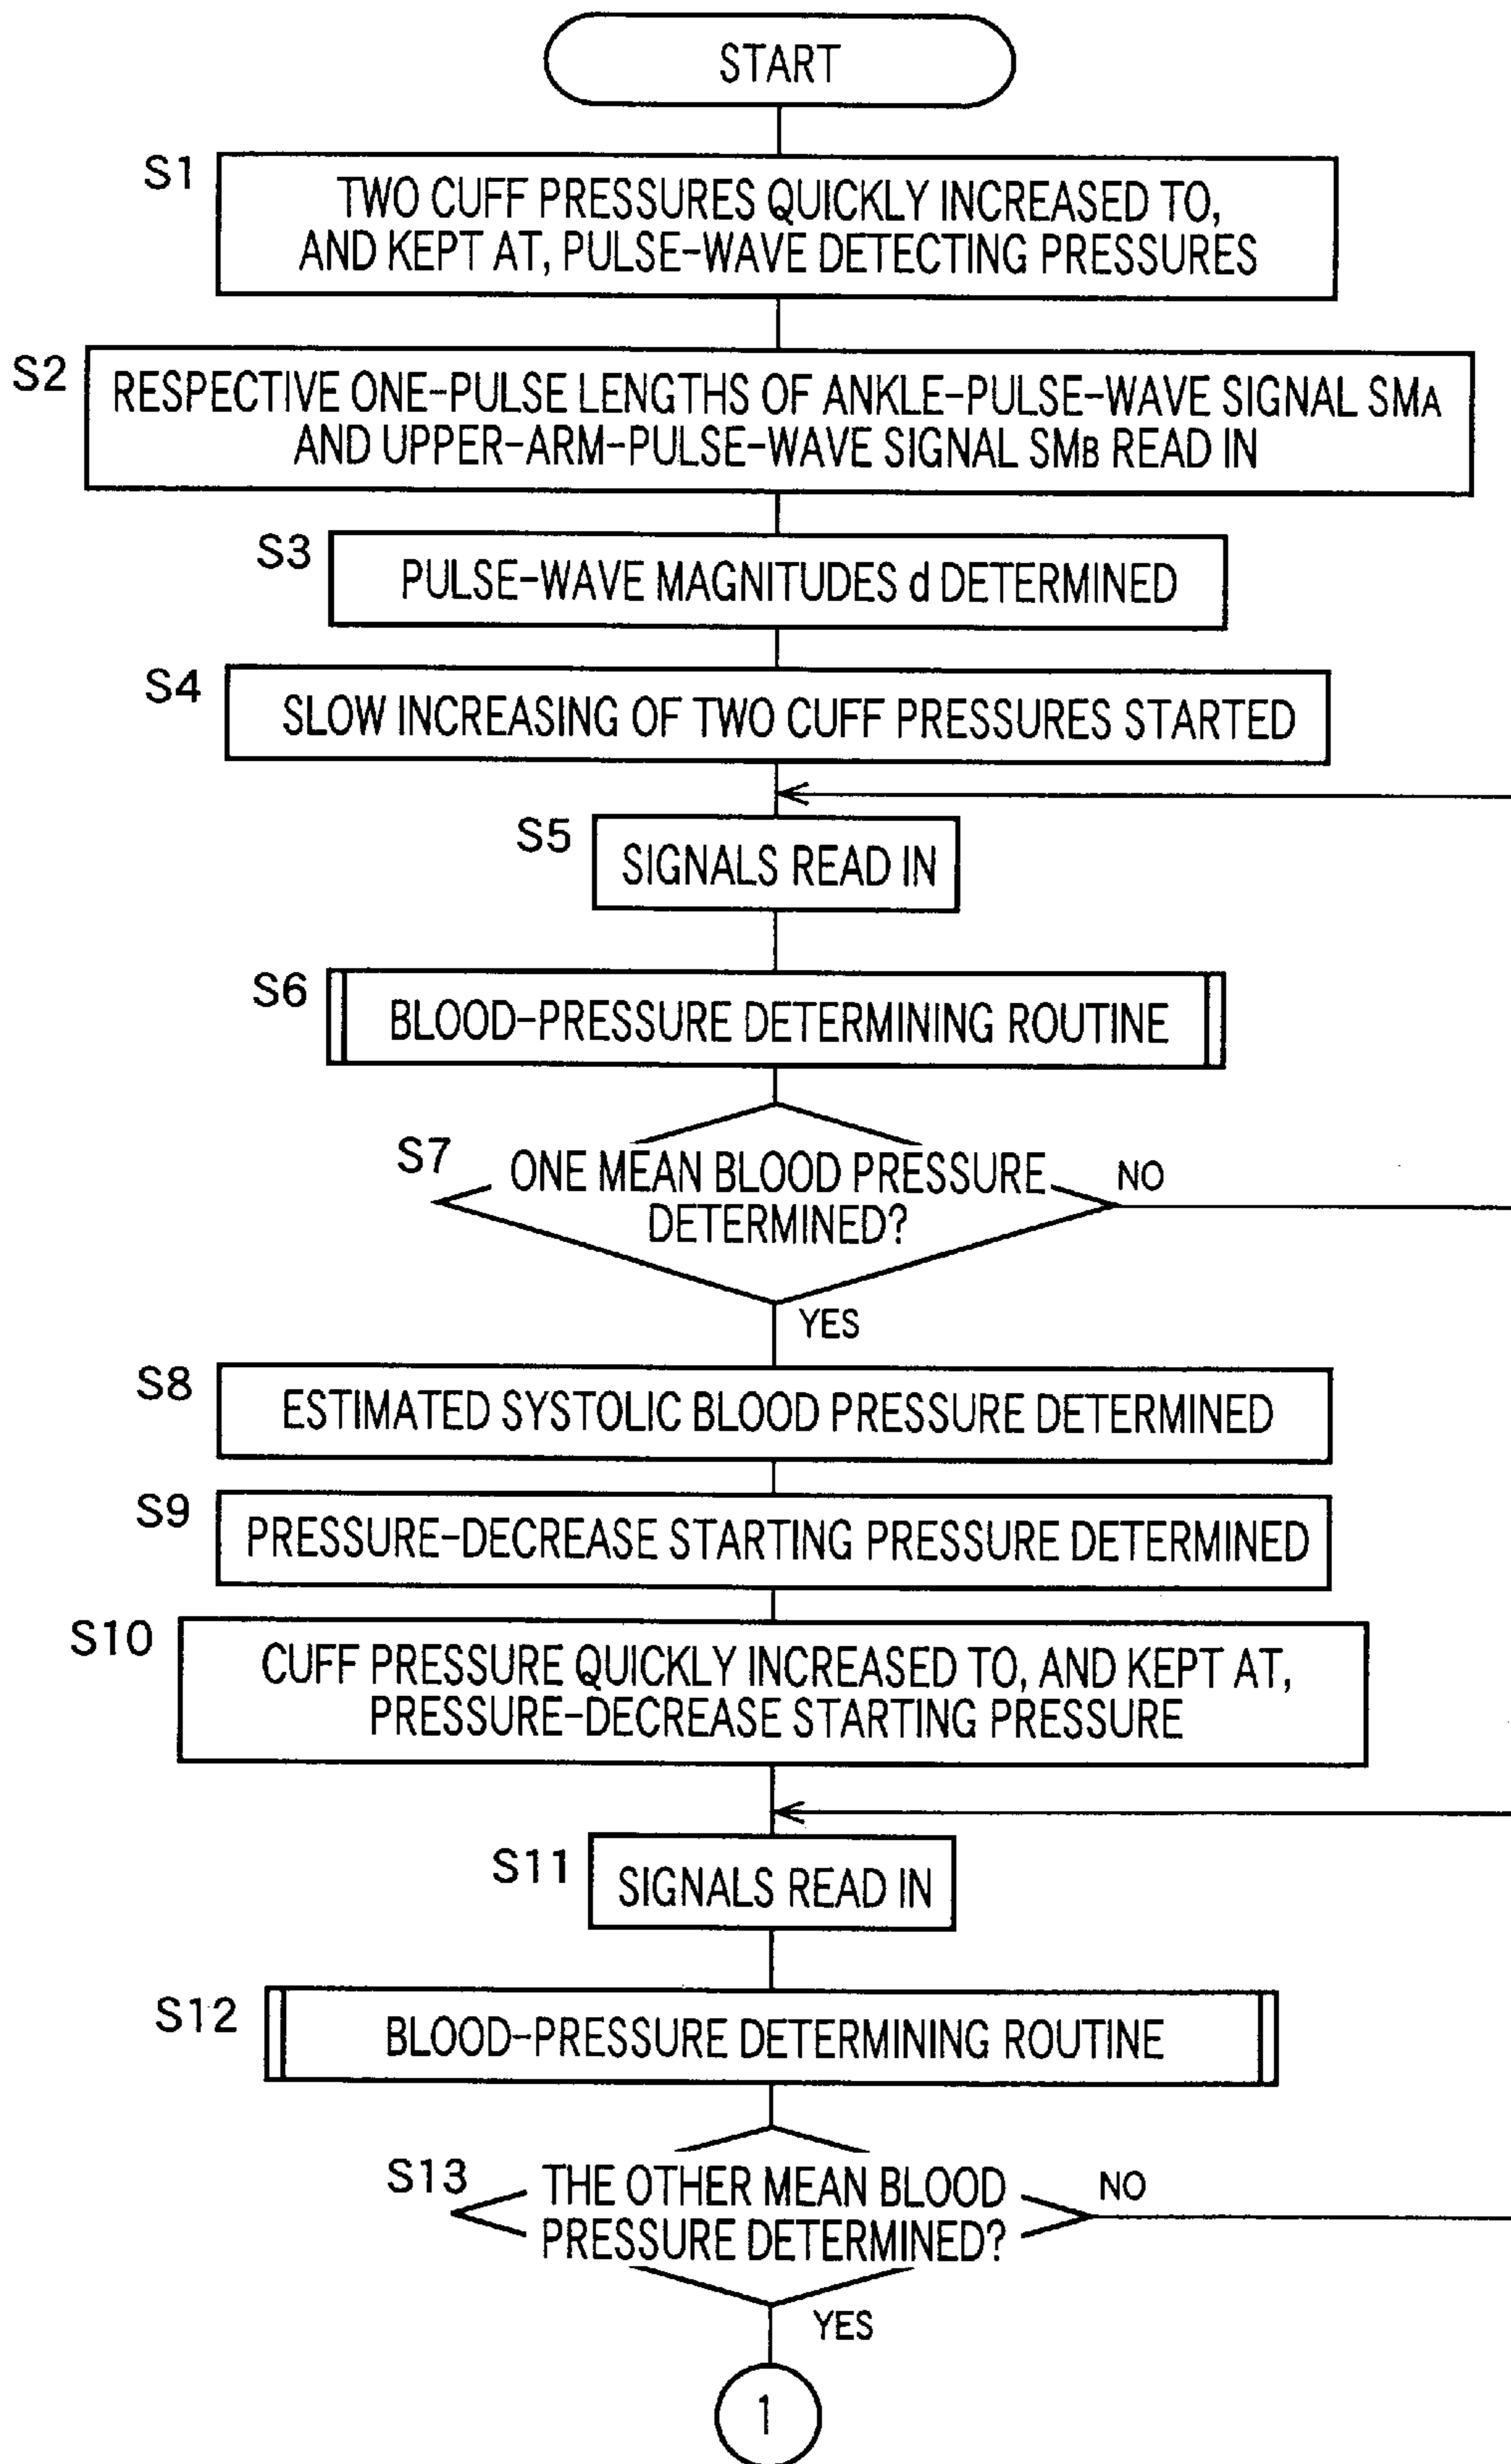 START
S1
TWO CUFF PRESSURES QUICKLY INCREASED TO,
AND KEPT AT, PULSE-WAVE DETECTING PRESSURES
S2
RESPECTIVE ONE-PULSE LENGTHS OF ANKLE-PULSE-WAVE SIGNAL SMA
AND UPPER-ARM-PULSE-WAVE SIGNAL SMB READ IN
S3
PULSE-WAVE MAGNITUDES d DETERMINED
S4
SLOW INCREASING OF TWO CUFF PRESSURES STARTED
S5
SIGNALS READ IN
S6
BLOOD-PRESSURE DETERMINING ROUTINE
S7
ONE MEAN BLOOD PRESSURE
DETERMINED?
NO
YES
S8
ESTIMATED SYSTOLIC BLOOD PRESSURE DETERMINED
S9
PRESSURE-DECREASE STARTING PRESSURE DETERMINED
S10
CUFF PRESSURE QUICKLY INCREASED TO, AND KEPT AT,
PRESSURE-DECREASE STARTING PRESSURE
S11
SIGNALS READ IN
S12
BLOOD-PRESSURE DETERMINING ROUTINE
S13
THE OTHER MEAN BLOOD
PRESSURE DETERMINED?
NO
YES
1